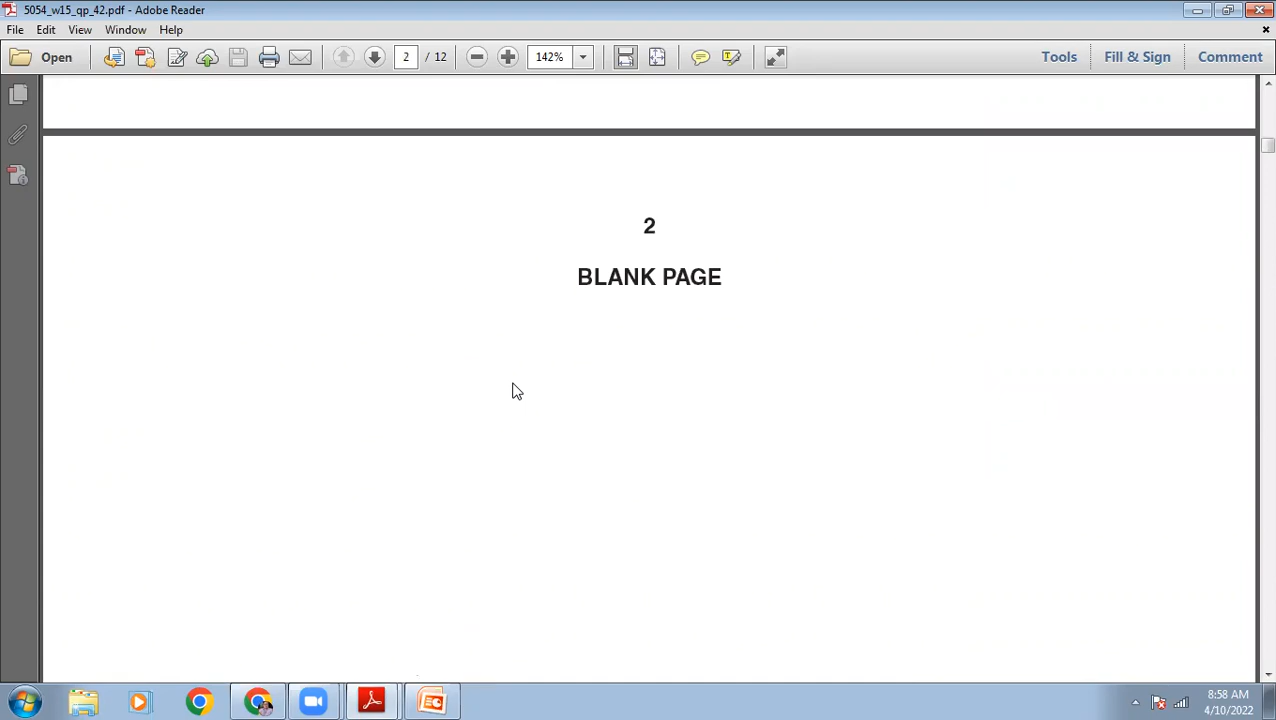 5054_w15_qp_42.pdf - Adobe Reader
File Edit View Window Help
Open 2 / 12 142% Tools Fill & Sign Comment
2
BLANK PAGE
8:58 AM
4/10/2022